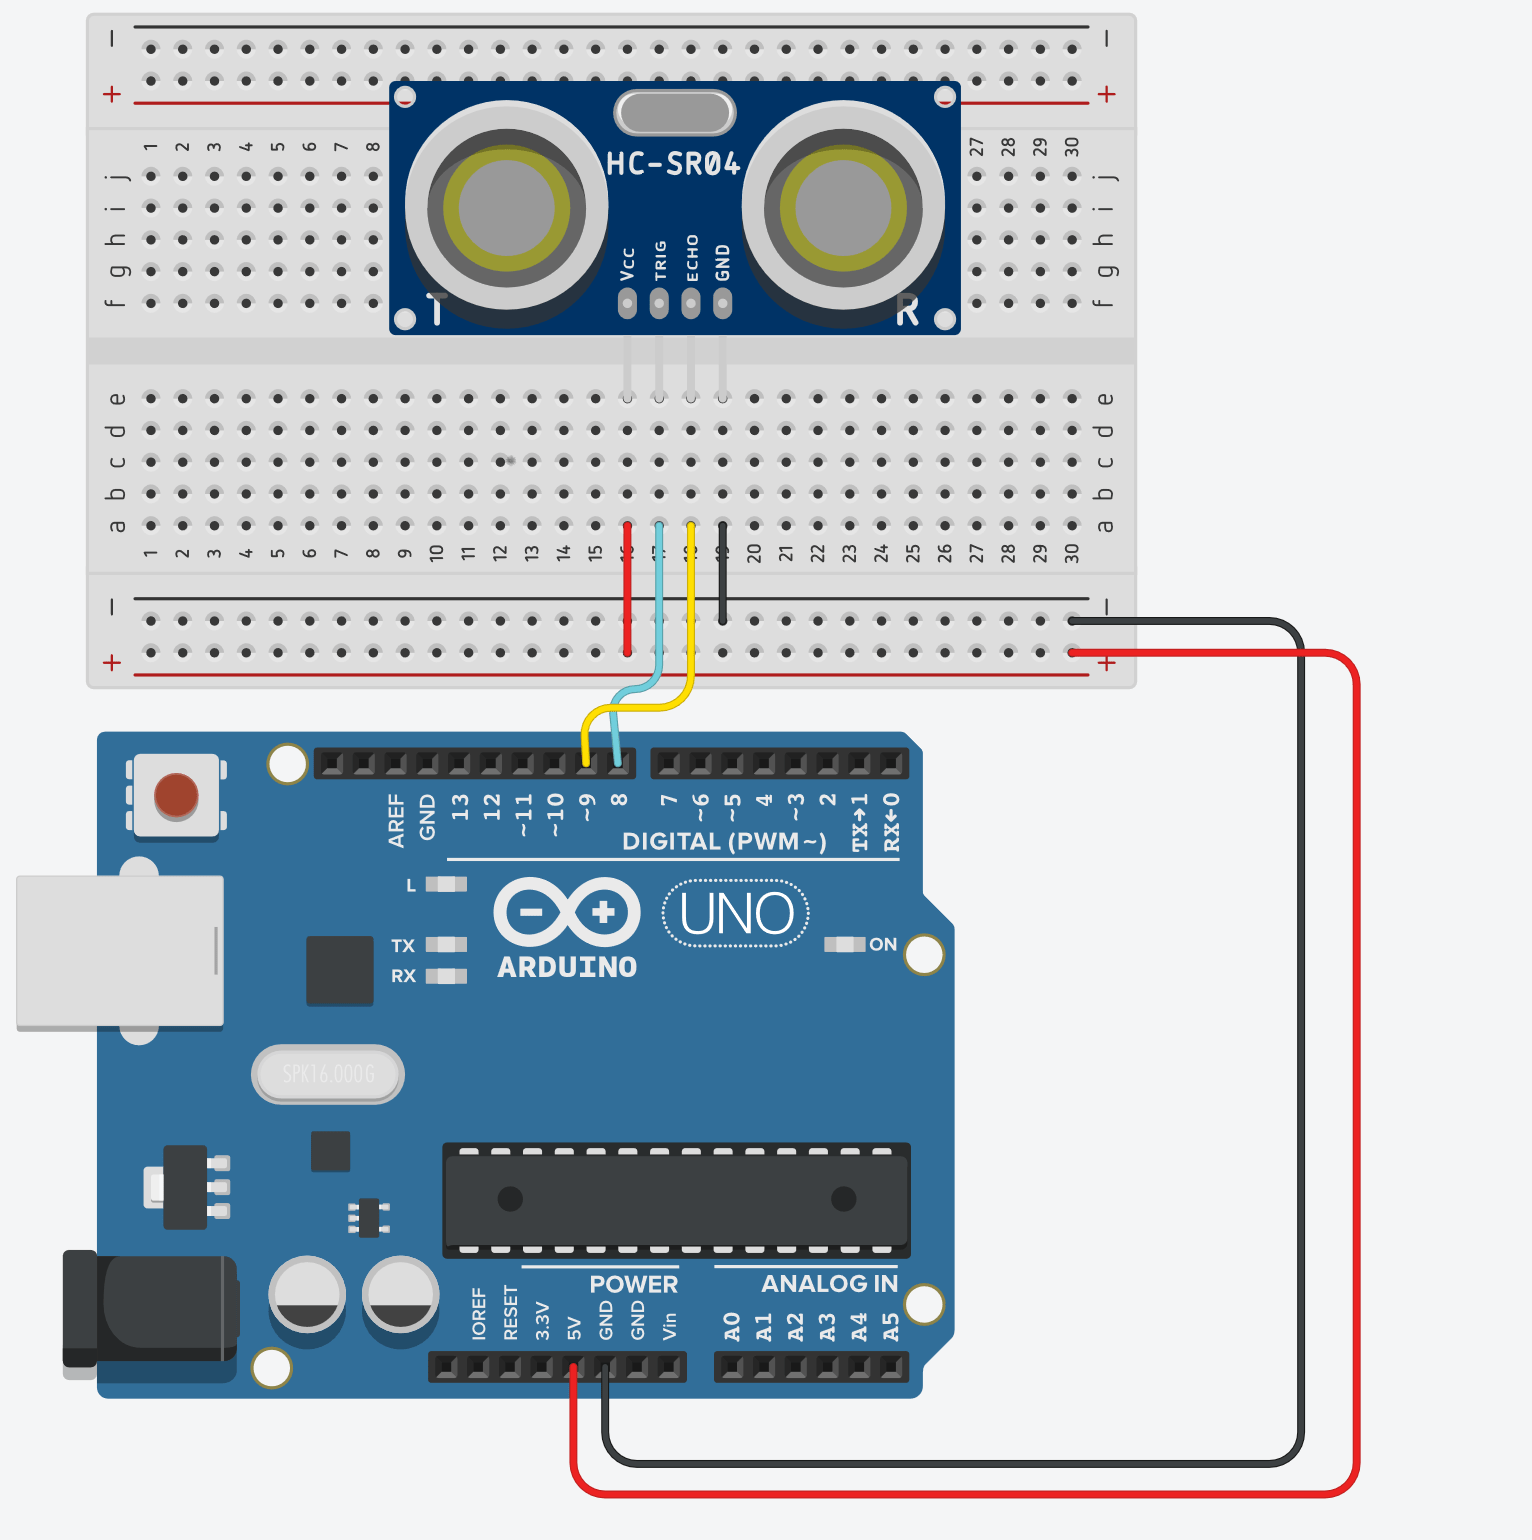 − −
+ +
1 2 3 4 5 6 7 8 27 28 29 30
j j
i i
h h
g g
f f
HC-SR04
VCC TRIG ECHO GND
T R
e e
d d
c c
b b
a a
1 2 3 4 5 6 7 8 9 10 11 12 13 14 15 16 17 18 19 20 21 22 23 24 25 26 27 28 29 30
− −
+ +
AREF GND 13 12 ~11 ~10 ~9 8 7 ~6 ~5 4 ~3 2 TX→1 RX←0
DIGITAL (PWM~)
L
UNO
TX ON
RX ARDUINO
SPK16.000G
POWER ANALOG IN
IOREF RESET 3.3V 5V GND GND Vin A0 A1 A2 A3 A4 A5